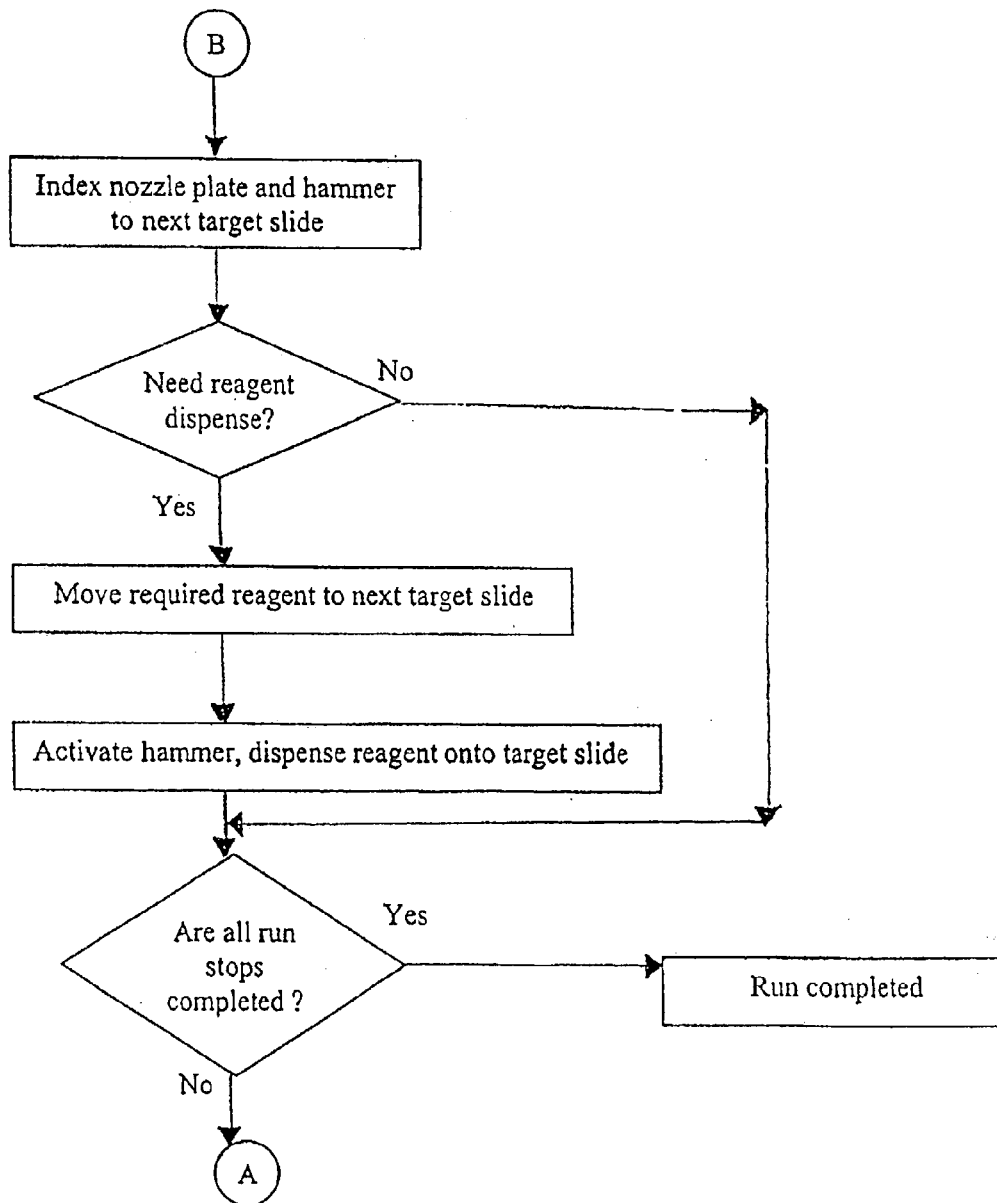 B
Index nozzle plate and hammer
to next target slide
Need reagent
dispense?
No
Yes
Move required reagent to next target slide
Activate hammer, dispense reagent onto target slide
Are all run
stops
completed ?
Yes
Run completed
No
A